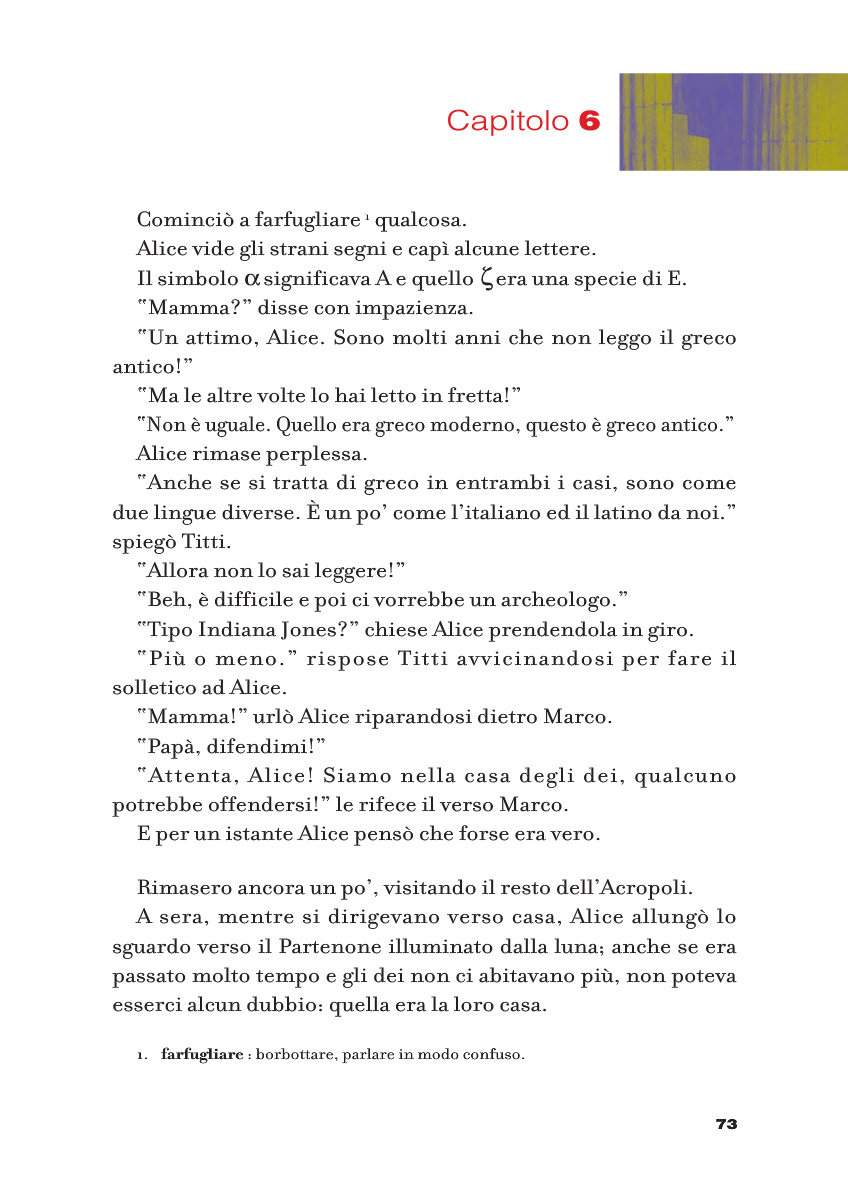 Capitolo 6
Cominciò a farfugliare ¹ qualcosa.
Alice vide gli strani segni e capì alcune lettere.
Il simbolo α significava A e quello ζ era una specie di E.
"Mamma?" disse con impazienza.
"Un attimo, Alice. Sono molti anni che non leggo il greco
antico!"
"Ma le altre volte lo hai letto in fretta!"
"Non è uguale. Quello era greco moderno, questo è greco antico."
Alice rimase perplessa.
"Anche se si tratta di greco in entrambi i casi, sono come
due lingue diverse. È un po' come l'italiano ed il latino da noi."
spiegò Titti.
"Allora non lo sai leggere!"
"Beh, è difficile e poi ci vorrebbe un archeologo."
"Tipo Indiana Jones?" chiese Alice prendendola in giro.
"Più o meno." rispose Titti avvicinandosi per fare il
solletico ad Alice.
"Mamma!" urlò Alice riparandosi dietro Marco.
"Papà, difendimi!"
"Attenta, Alice! Siamo nella casa degli dei, qualcuno
potrebbe offendersi!" le rifece il verso Marco.
E per un istante Alice pensò che forse era vero.
Rimasero ancora un po', visitando il resto dell'Acropoli.
A sera, mentre si dirigevano verso casa, Alice allungò lo
sguardo verso il Partenone illuminato dalla luna; anche se era
passato molto tempo e gli dei non ci abitavano più, non poteva
esserci alcun dubbio: quella era la loro casa.
1. farfugliare : borbottare, parlare in modo confuso.
73